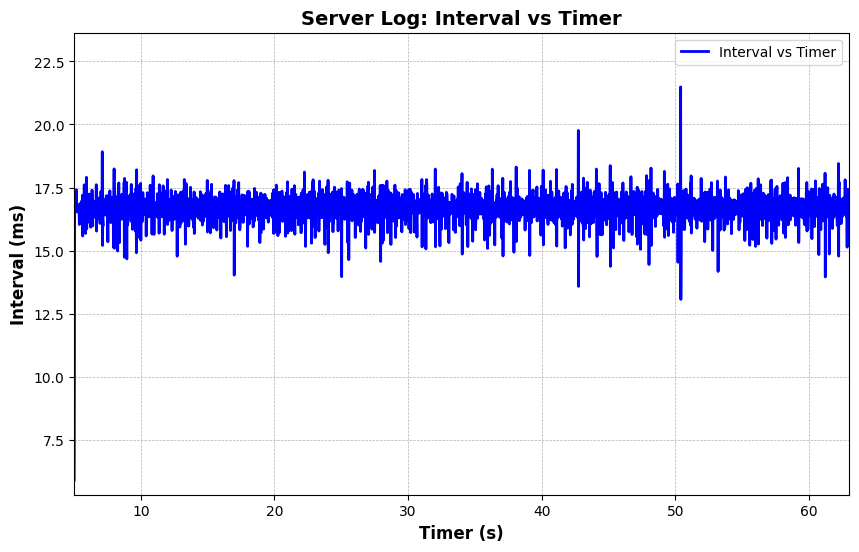 Server Log: Interval vs Timer
Interval vs Timer
22.5
20.0
17.5
15.0
12.5
10.0
7.5
Interval (ms)
10 20 30 40 50 60
Timer (s)